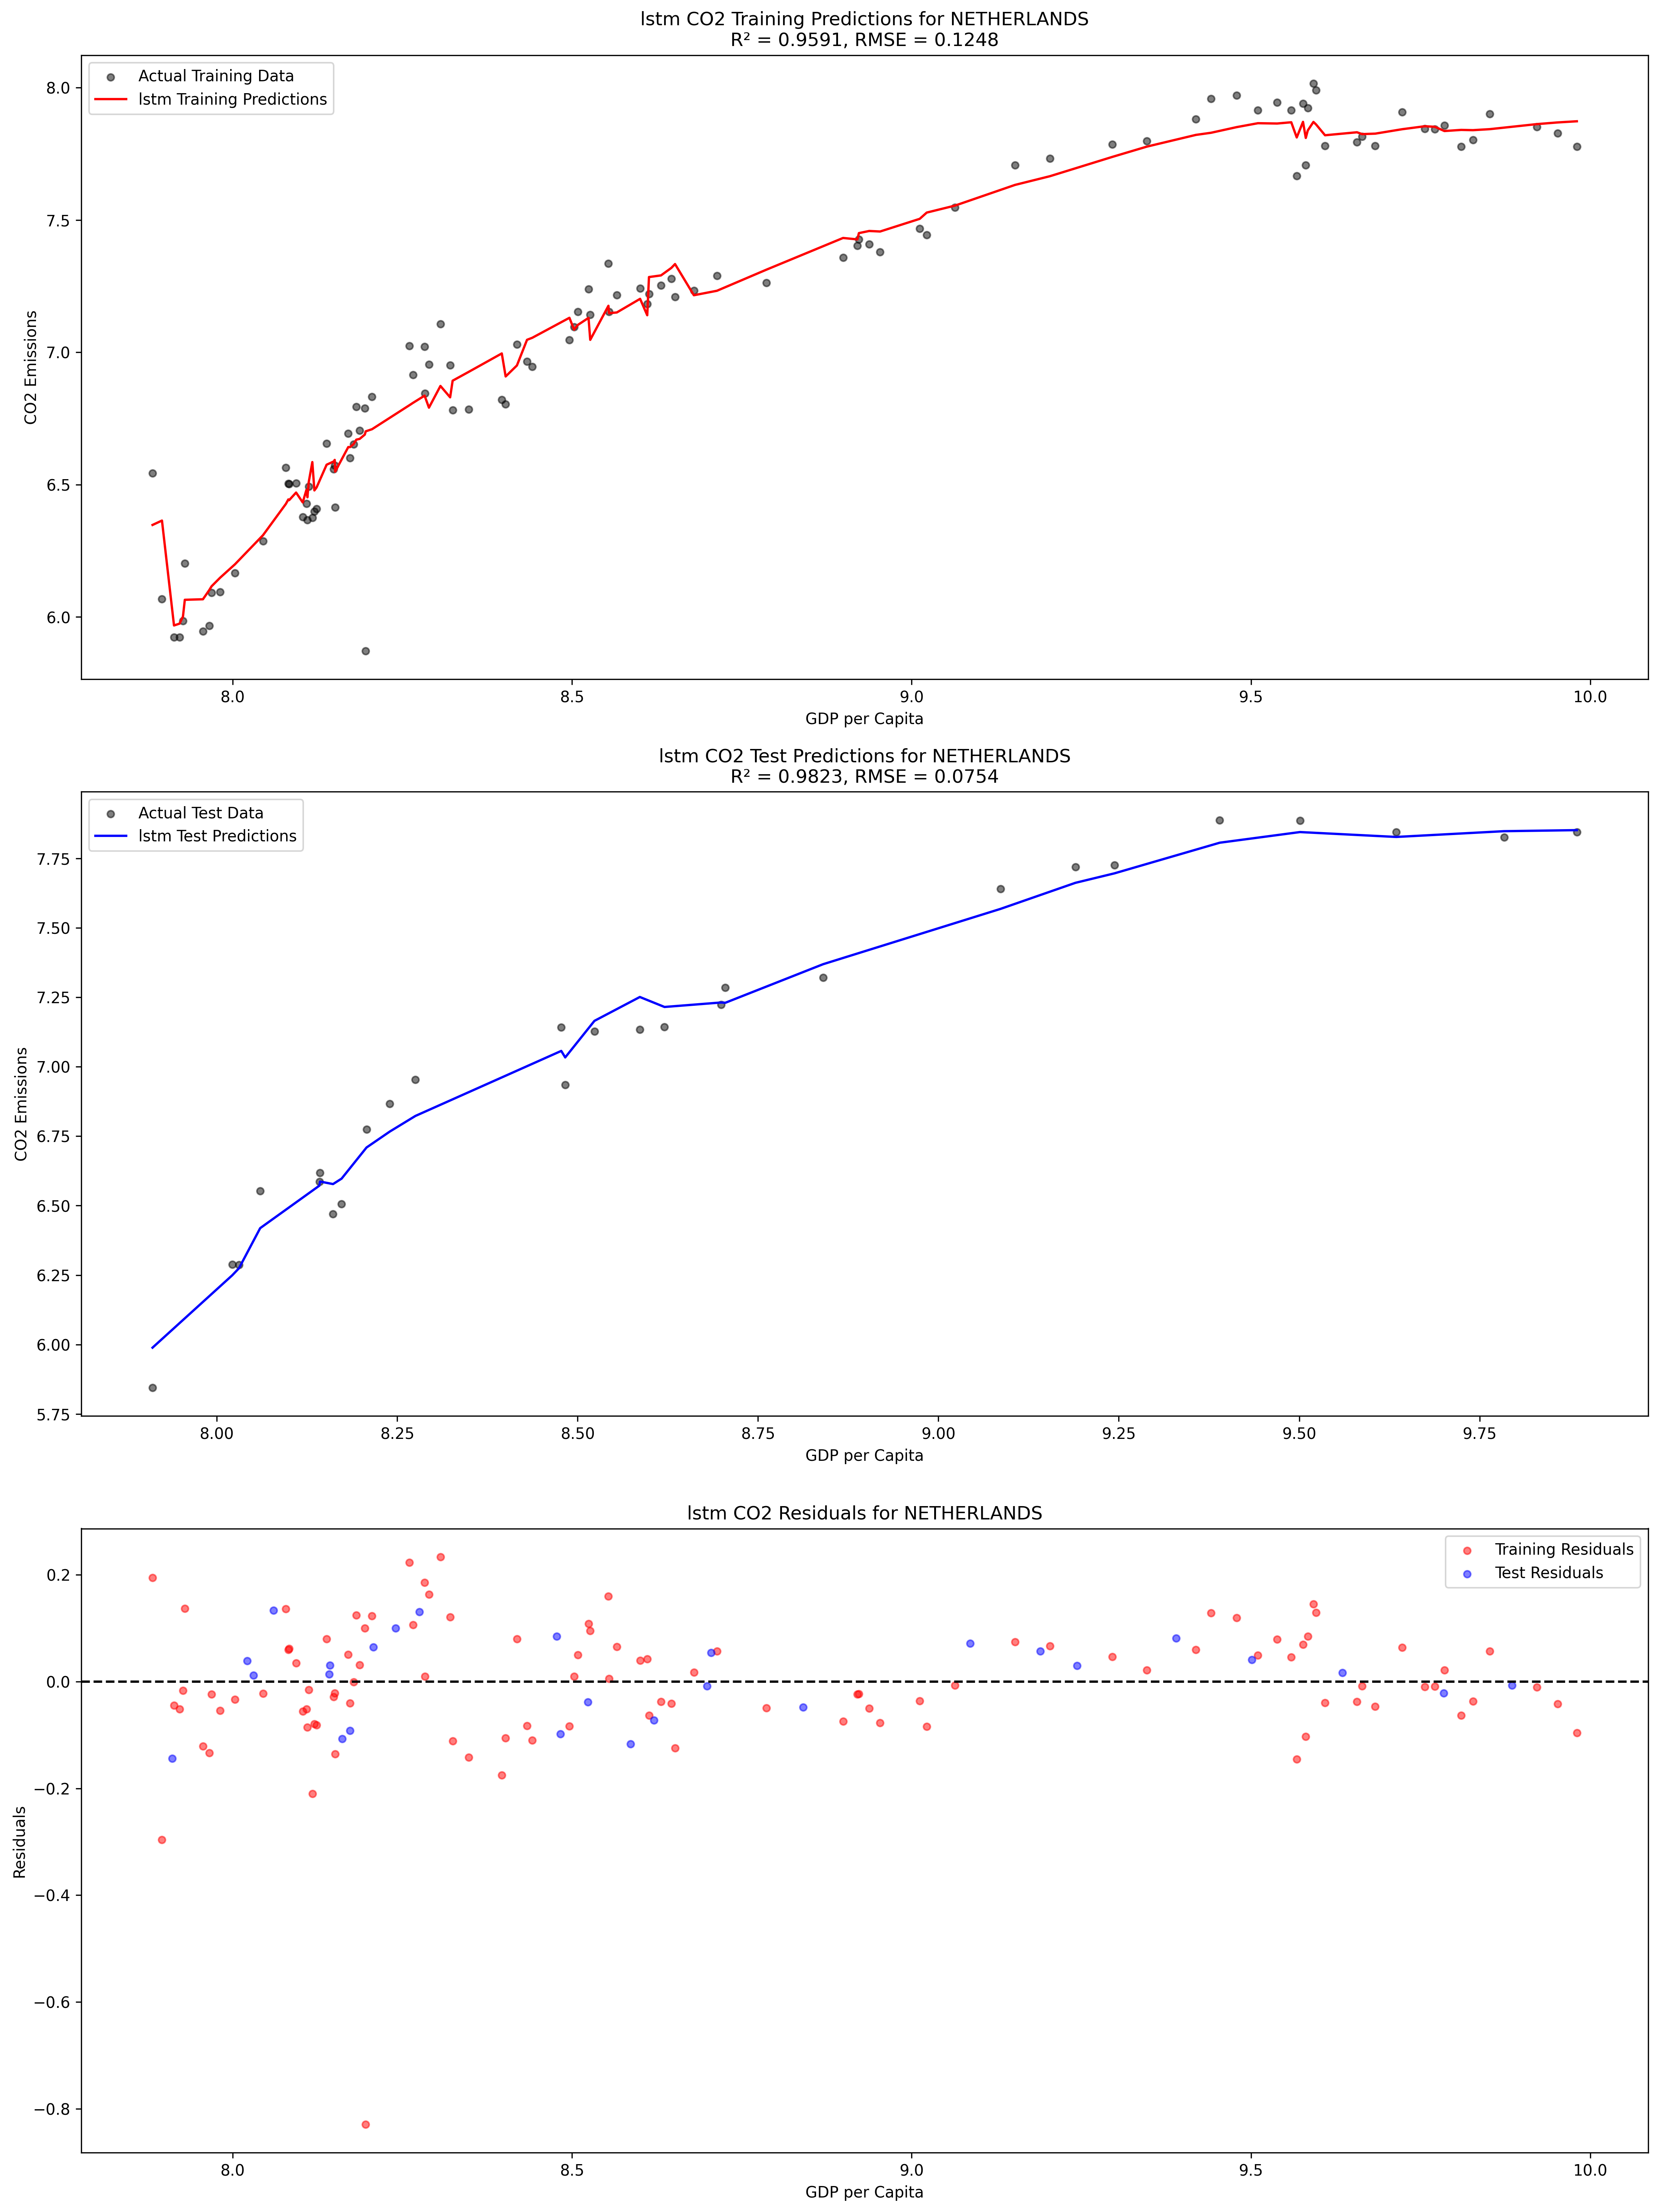 lstm CO2 Training Predictions for NETHERLANDS
R² = 0.9591, RMSE = 0.1248
Actual Training Data
lstm Training Predictions
8.0
7.5
7.0
6.5
6.0
CO2 Emissions
8.0 8.5 9.0 9.5 10.0
GDP per Capita
lstm CO2 Test Predictions for NETHERLANDS
R² = 0.9823, RMSE = 0.0754
Actual Test Data
lstm Test Predictions
7.75
7.50
7.25
7.00
6.75
6.50
6.25
6.00
5.75
CO2 Emissions
8.00 8.25 8.50 8.75 9.00 9.25 9.50 9.75
GDP per Capita
lstm CO2 Residuals for NETHERLANDS
Training Residuals
Test Residuals
0.2
0.0
−0.2
−0.4
−0.6
−0.8
Residuals
8.0 8.5 9.0 9.5 10.0
GDP per Capita